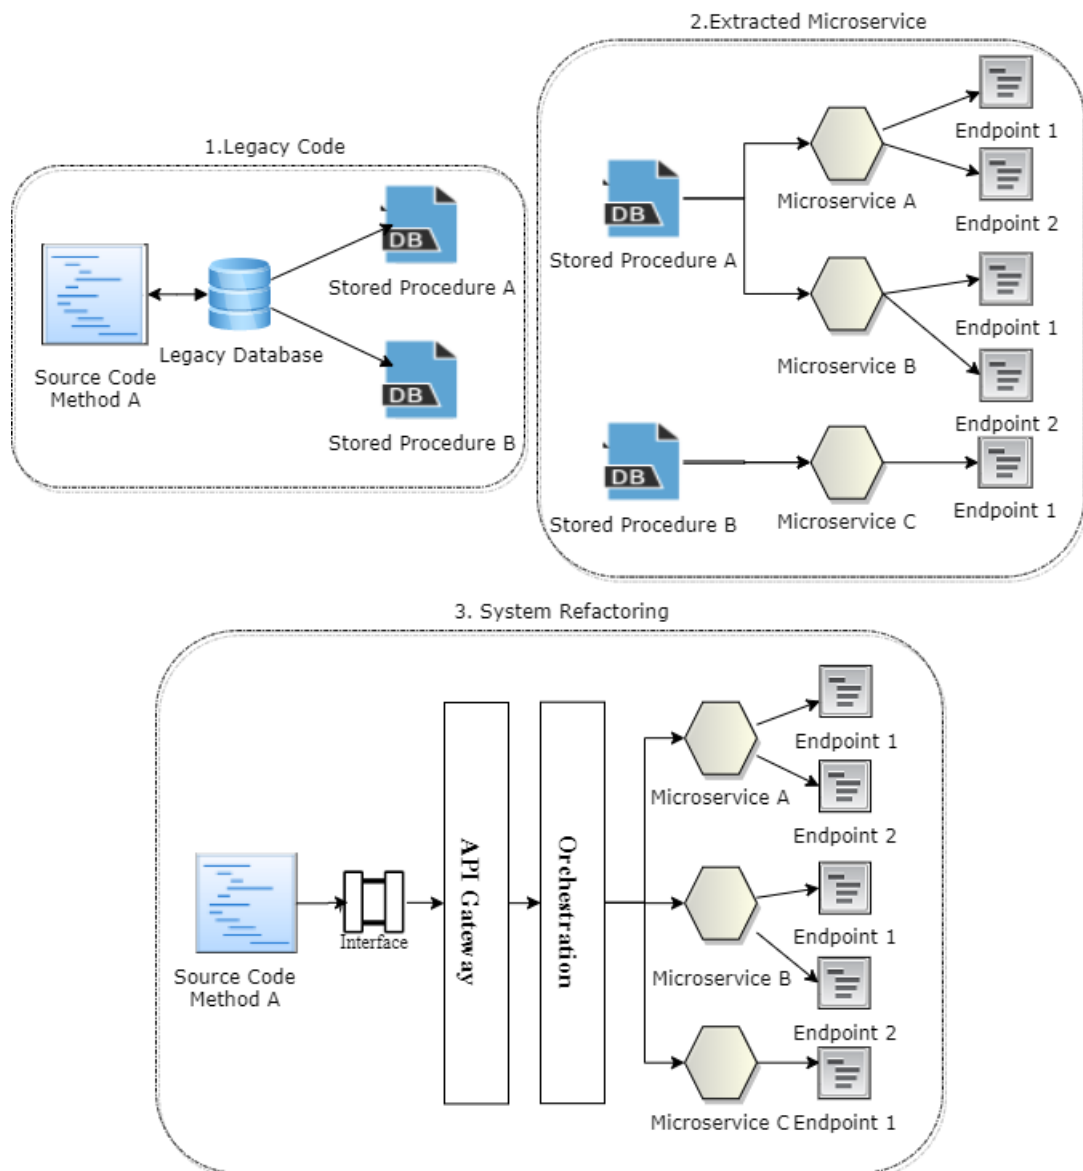 2.Extracted Microservice
1.Legacy Code
DB
Stored Procedure A
Legacy Database
Source Code
Method A
DB
Stored Procedure B
Endpoint 1
Microservice A
Endpoint 2
DB
Stored Procedure A
Endpoint 1
Microservice B
Endpoint 2
DB
Stored Procedure B
Microservice C
Endpoint 1
3. System Refactoring
Source Code
Method A
Interface
API Gateway
Orchestration
Endpoint 1
Microservice A
Endpoint 2
Endpoint 1
Microservice B
Endpoint 2
Microservice C
Endpoint 1